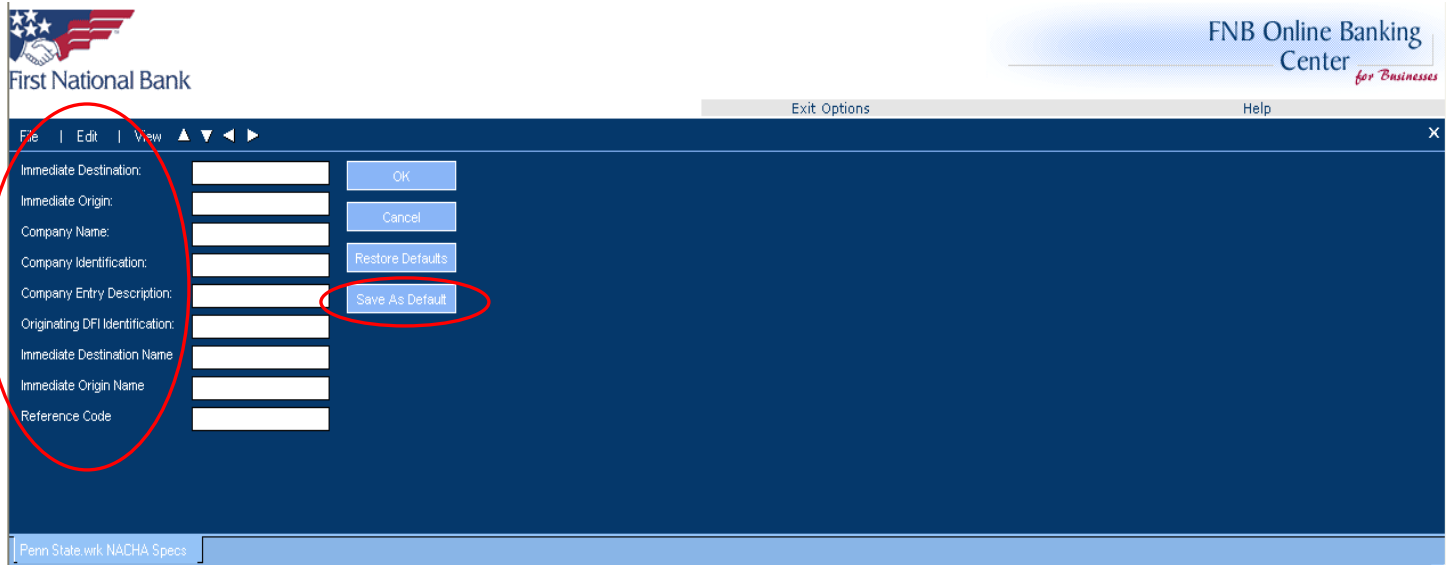 First National Bank
FNB Online Banking
Center
for Businesses
Exit Options Help
File | Edit | View X
Immediate Destination: OK
Immediate Origin:
Cancel
Company Name:
Company Identification: Restore Defaults
Company Entry Description: Save As Default
Originating DFI Identification:
Immediate Destination Name
Immediate Origin Name
Reference Code
Penn State.wrk NACHA Specs